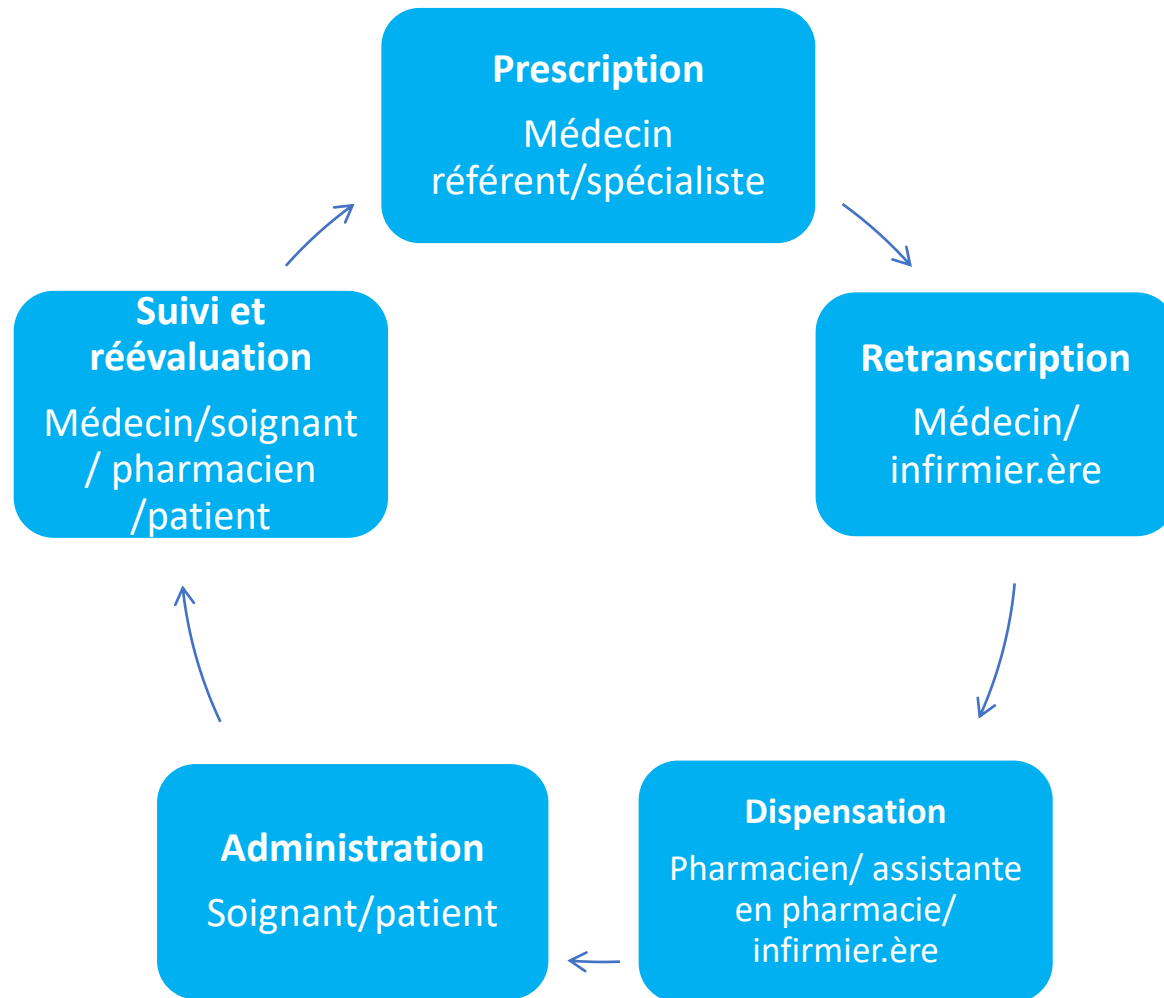 Prescription
Médecin
référent/spécialiste
Retranscription
Médecin/
infirmier.ère
Dispensation
Pharmacien/ assistante
en pharmacie/
infirmier.ère
Administration
Soignant/patient
Suivi et
réévaluation
Médecin/soignant
/ pharmacien
/patient